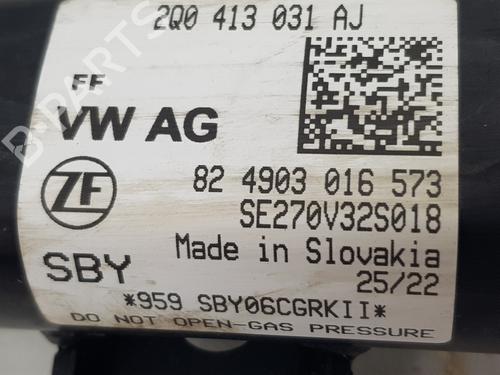 2Q0 413 031 AJ
FF
VW AG
ZF
82 4903 016 573
SE270V32S018
Made in Slovakia
SBY
25/22
*959 SBY06CGRKII*
DO NOT OPEN-GAS PRESSURE
B-PARTS